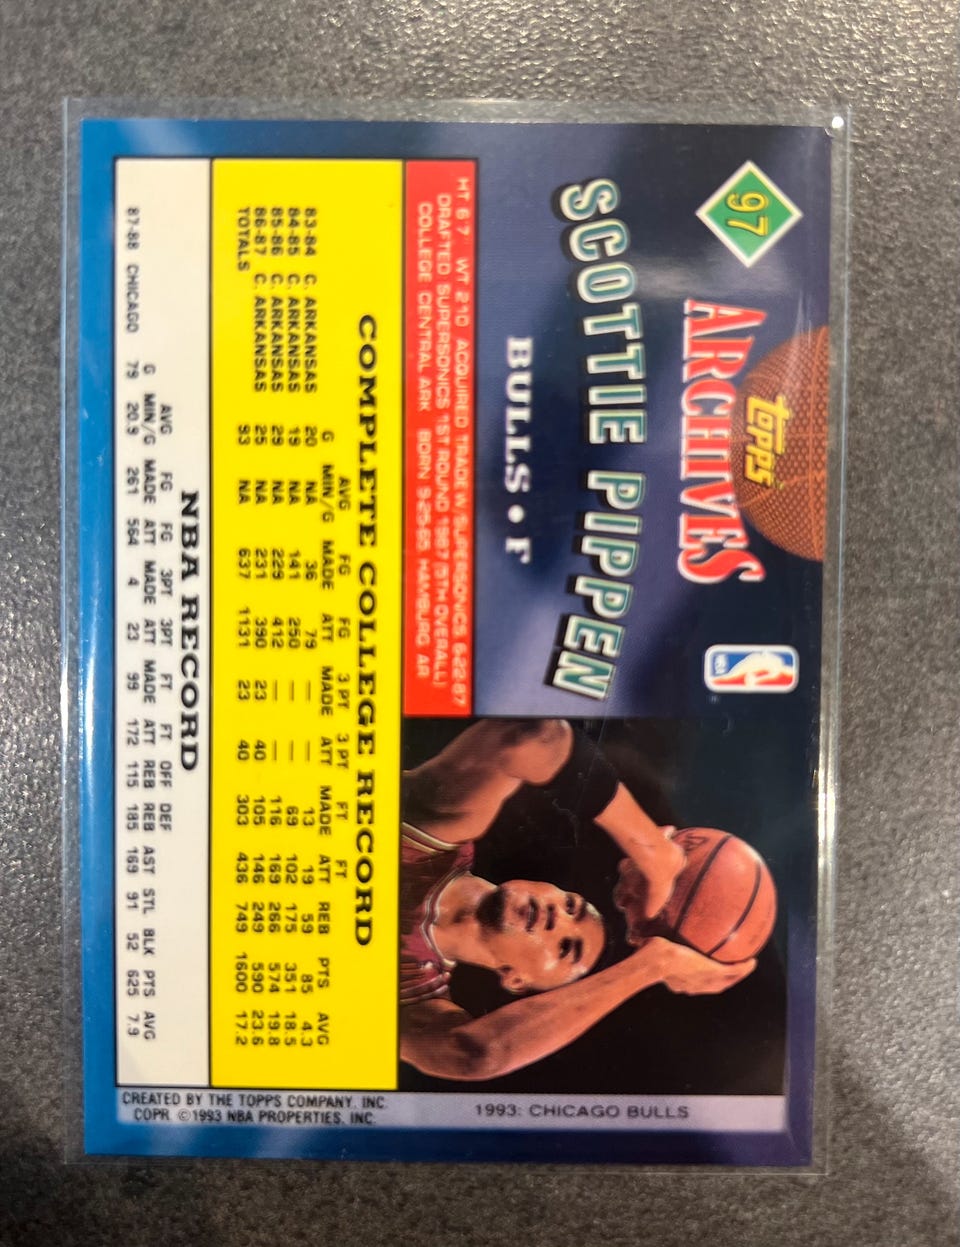 97
topps
ARCHIVES
NBA
SCOTTIE PIPPEN
BULLS • F
HT 6'7" WT 210 ACQUIRED TRADE W/SUPERSONICS 6-22-87
DRAFTED SUPERSONICS 1ST ROUND 1987 (5TH OVERALL)
COLLEGE CENTRAL ARK BORN 9-25-65 HAMBURG, AR
COMPLETE COLLEGE RECORD
AVG FG FG 3 PT 3 PT FT FT
G MIN/G MADE ATT MADE ATT MADE ATT REB PTS AVG
83-84 C. ARKANSAS 20 NA 36 79 — — 13 19 59 85 4.3
84-85 C. ARKANSAS 19 NA 141 250 — — 69 102 175 351 18.5
85-86 C. ARKANSAS 29 NA 229 412 — — 116 169 266 574 19.8
86-87 C. ARKANSAS 25 NA 231 390 23 40 105 146 249 590 23.6
TOTALS 93 NA 637 1131 23 40 303 436 749 1600 17.2
NBA RECORD
AVG FG FG 3PT 3PT FT FT OFF DEF
G MIN/G MADE ATT MADE ATT MADE ATT REB REB AST STL BLK PTS AVG
87-88 CHICAGO 79 20.9 261 564 4 23 99 172 115 185 169 91 52 625 7.9
1993: CHICAGO BULLS
CREATED BY THE TOPPS COMPANY, INC.
COPR. ©1993 NBA PROPERTIES, INC.